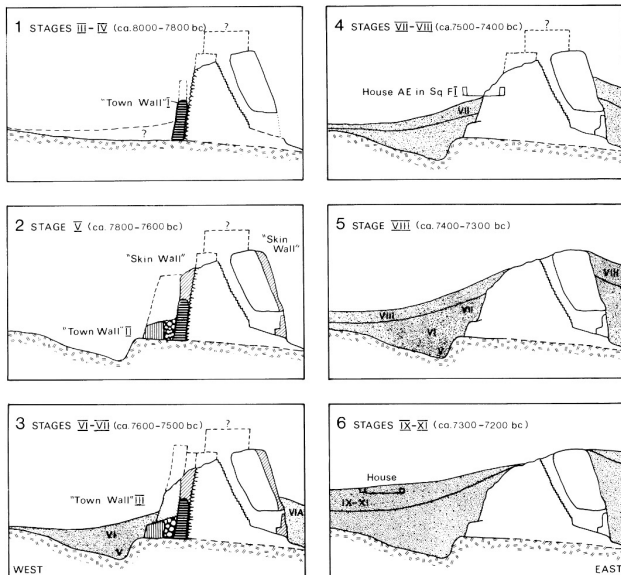 1 STAGES III-IV (ca. 8000-7800 bc)
?
"Town Wall" I
?
2 STAGE V (ca. 7800-7600 bc)
?
"Skin Wall"
"Skin Wall"
"Town Wall" II
3 STAGES VI-VII (ca. 7600-7500 bc)
?
"Town Wall" III
VI
V
VIA
WEST
4 STAGES VII-VIII (ca. 7500-7400 bc)
?
House AE in Sq FI
VII
5 STAGE VIII (ca. 7400-7300 bc)
VIII
VIII
VII
VI
V
6 STAGES IX-XI (ca. 7300-7200 bc)
House
IX-XI
EAST